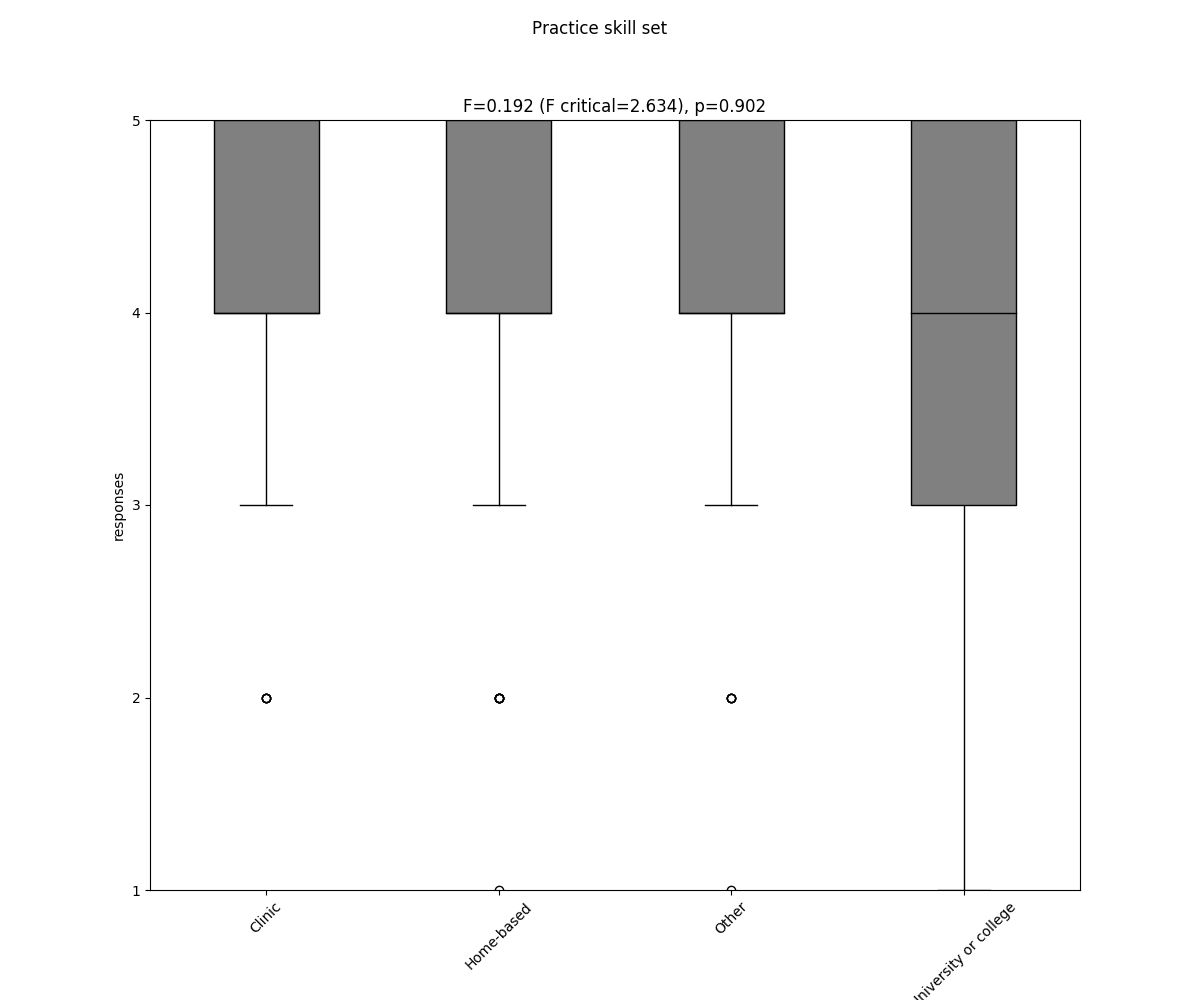 Practice skill set
F=0.192 (F critical=2.634), p=0.902
5
4
3
2
1
responses
Clinic
Home-based
Other
or college